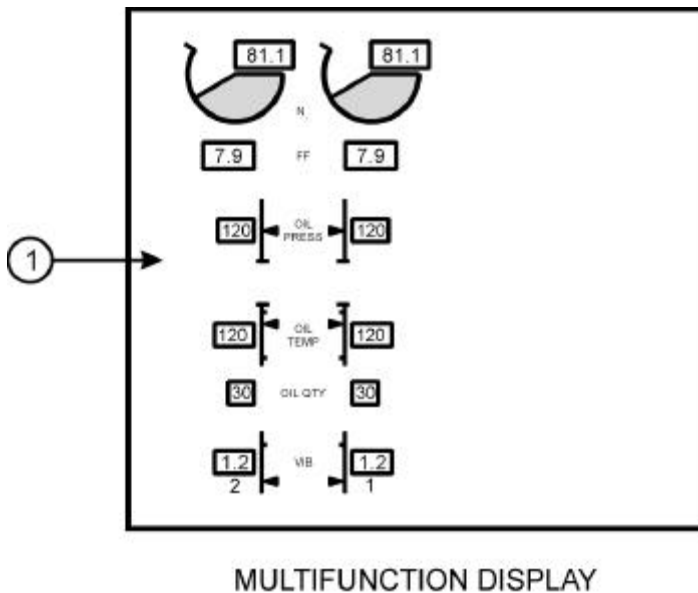 81.1 81.1
N
7.9 FF 7.9
120 OIL PRESS 120
1
120 OIL TEMP 120
30 OIL QTY 30
1.2 VIB 1.2
2 1
MULTIFUNCTION DISPLAY